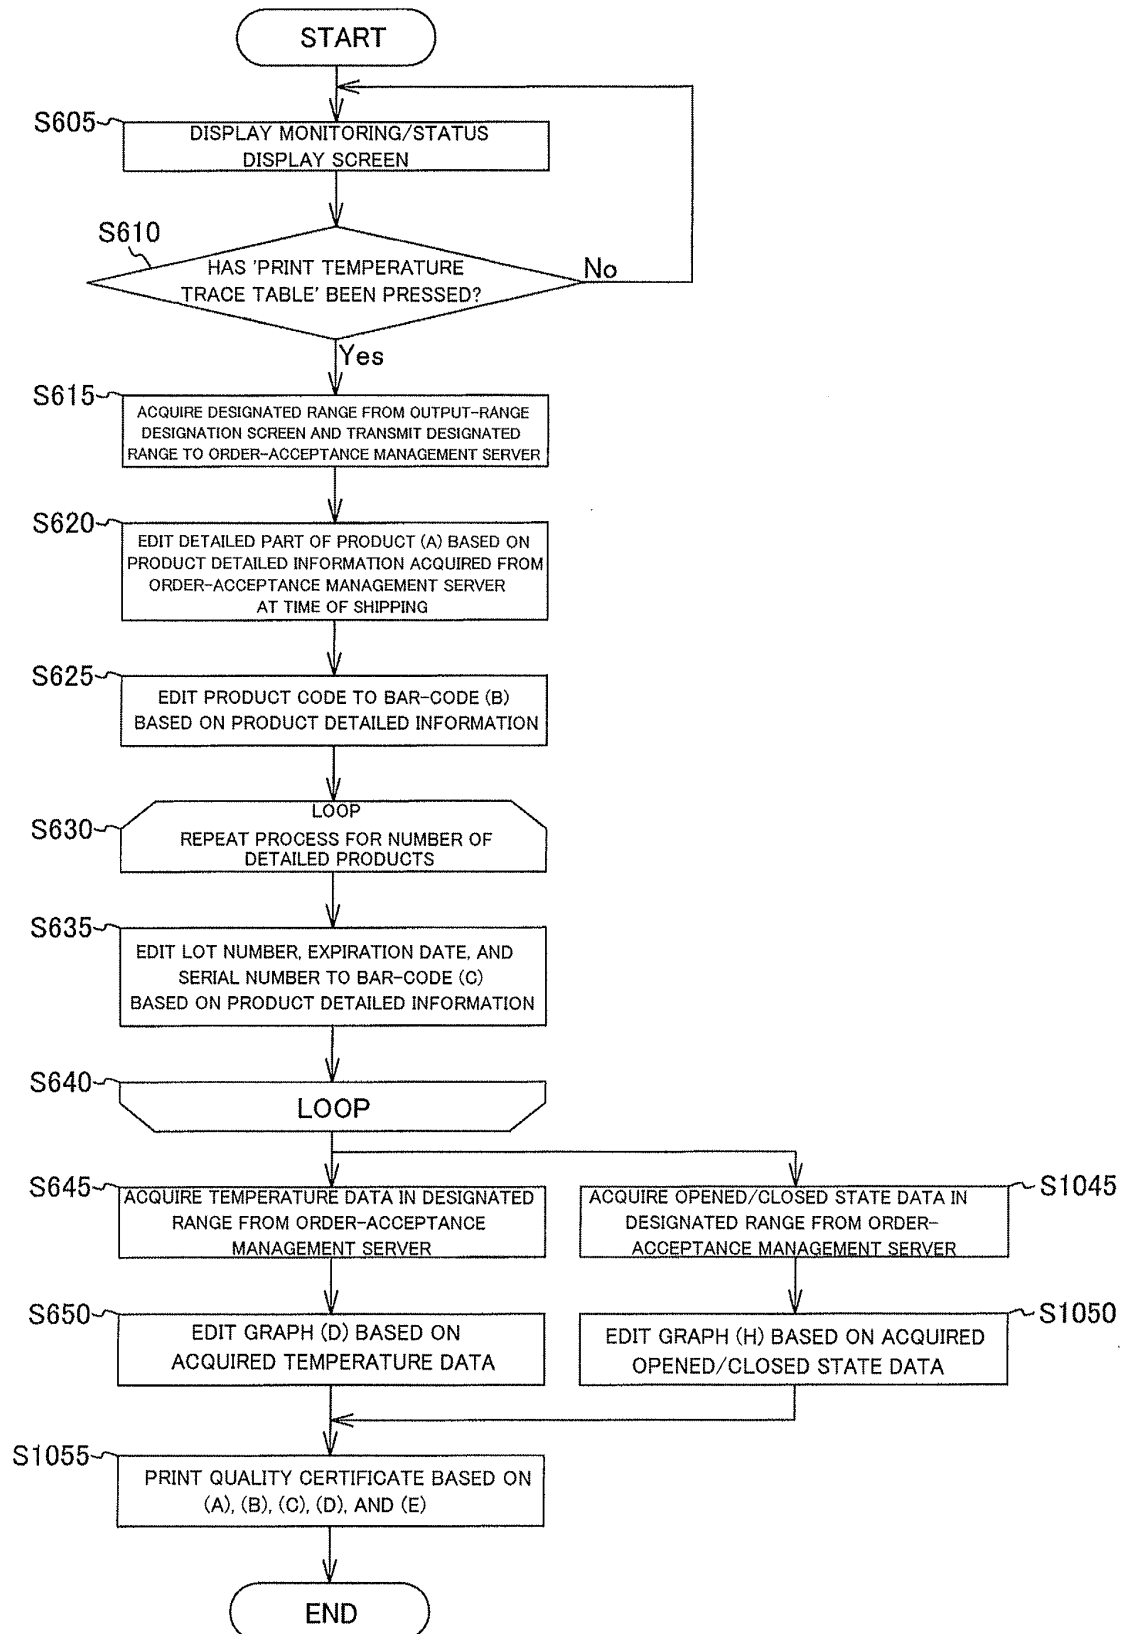 START
S605
DISPLAY MONITORING/STATUS
DISPLAY SCREEN
S610
HAS 'PRINT TEMPERATURE
TRACE TABLE' BEEN PRESSED?
No
Yes
S615
ACQUIRE DESIGNATED RANGE FROM OUTPUT-RANGE
DESIGNATION SCREEN AND TRANSMIT DESIGNATED
RANGE TO ORDER-ACCEPTANCE MANAGEMENT SERVER
S620
EDIT DETAILED PART OF PRODUCT (A) BASED ON
PRODUCT DETAILED INFORMATION ACQUIRED FROM
ORDER-ACCEPTANCE MANAGEMENT SERVER
AT TIME OF SHIPPING
S625
EDIT PRODUCT CODE TO BAR-CODE (B)
BASED ON PRODUCT DETAILED INFORMATION
S630
LOOP
REPEAT PROCESS FOR NUMBER OF
DETAILED PRODUCTS
S635
EDIT LOT NUMBER, EXPIRATION DATE, AND
SERIAL NUMBER TO BAR-CODE (C)
BASED ON PRODUCT DETAILED INFORMATION
S640
LOOP
S645
ACQUIRE TEMPERATURE DATA IN DESIGNATED
RANGE FROM ORDER-ACCEPTANCE
MANAGEMENT SERVER
S1045
ACQUIRE OPENED/CLOSED STATE DATA IN
DESIGNATED RANGE FROM ORDER-
ACCEPTANCE MANAGEMENT SERVER
S650
EDIT GRAPH (D) BASED ON
ACQUIRED TEMPERATURE DATA
S1050
EDIT GRAPH (H) BASED ON ACQUIRED
OPENED/CLOSED STATE DATA
S1055
PRINT QUALITY CERTIFICATE BASED ON
(A), (B), (C), (D), AND (E)
END